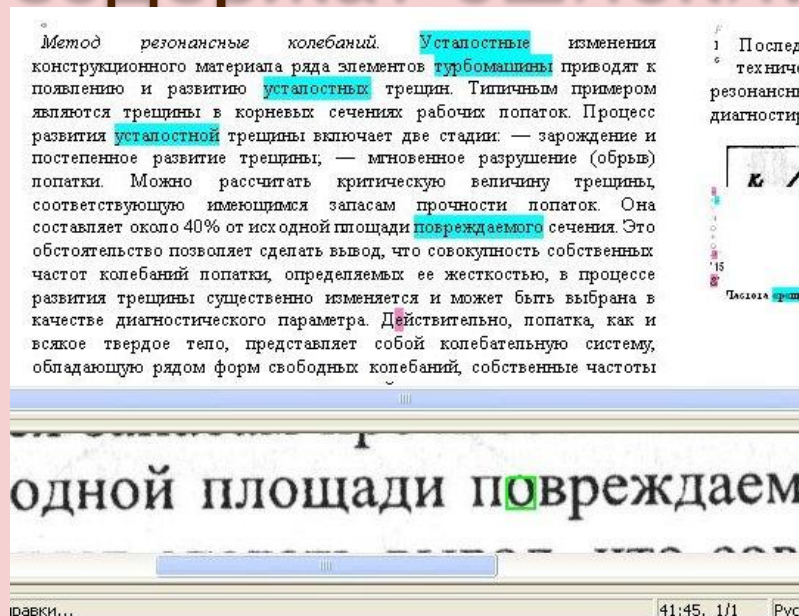 Метод резонансные колебаний. Усталостные изменения
конструкционного материала ряда элементов турбомашины приводят к
появлению и развитию усталостных трещин. Типичным примером
являются трещины в корневых сечениях рабочих лопаток. Процесс
развития усталостной трещины включает две стадии: — зарождение и
постепенное развитие трещины; — мгновенное разрушение (обрыв)
лопатки. Можно рассчитать критическую величину трещины,
соответствующую имеющимся запасам прочности лопаток. Она
составляет около 40% от исходной площади повреждаемого сечения. Это
обстоятельство позволяет сделать вывод, что совокупность собственных
частот колебаний лопатки, определяемых ее жесткостью, в процессе
развития трещины существенно изменяется и может быть выбрана в
качестве диагностического параметра. Действительно, лопатка, как и
всякое твердое тело, представляет собой колебательную систему,
обладающую рядом форм свободных колебаний, собственные частоты
Послед
техниче
резонансн
диагности
К
Частота
одной площади повреждаем
равки...
41:45, 1/1
Рус